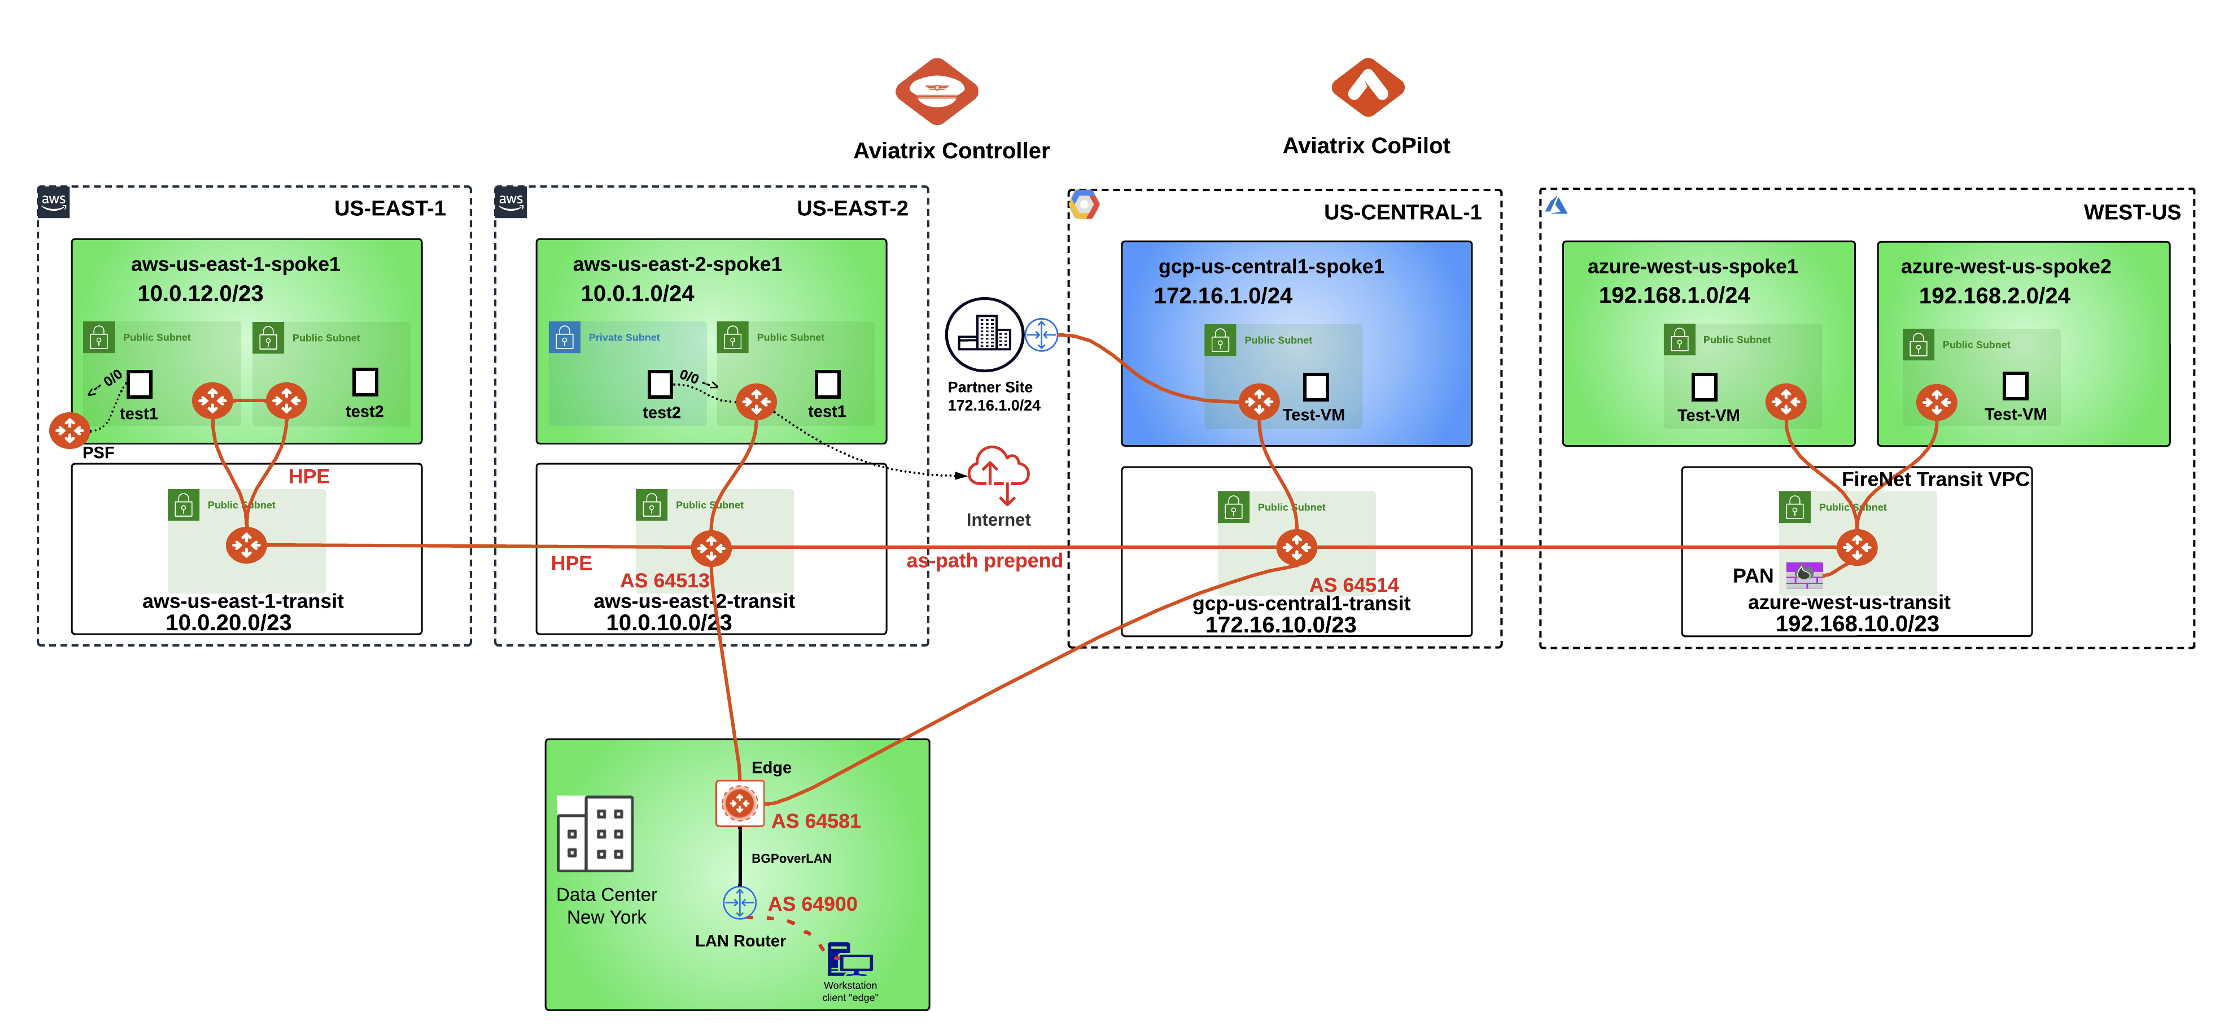 Aviatrix Controller
Aviatrix CoPilot
aws
US-EAST-1
aws-us-east-1-spoke1
10.0.12.0/23
Public Subnet
Public Subnet
0/0
test1
test2
PSF
HPE
Public Subnet
aws-us-east-1-transit
10.0.20.0/23
aws
US-EAST-2
aws-us-east-2-spoke1
10.0.1.0/24
Private Subnet
Public Subnet
0/0
test2
test1
HPE
Public Subnet
AS 64513
aws-us-east-2-transit
10.0.10.0/23
Partner Site
172.16.1.0/24
Internet
as-path prepend
US-CENTRAL-1
gcp-us-central1-spoke1
172.16.1.0/24
Public Subnet
Test-VM
Public Subnet
AS 64514
gcp-us-central1-transit
172.16.10.0/23
WEST-US
azure-west-us-spoke1
192.168.1.0/24
Public Subnet
Test-VM
azure-west-us-spoke2
192.168.2.0/24
Public Subnet
Test-VM
FireNet Transit VPC
Public Subnet
PAN
azure-west-us-transit
192.168.10.0/23
Edge
AS 64581
BGPoverLAN
Data Center
New York
AS 64900
LAN Router
Workstation
client "edge"